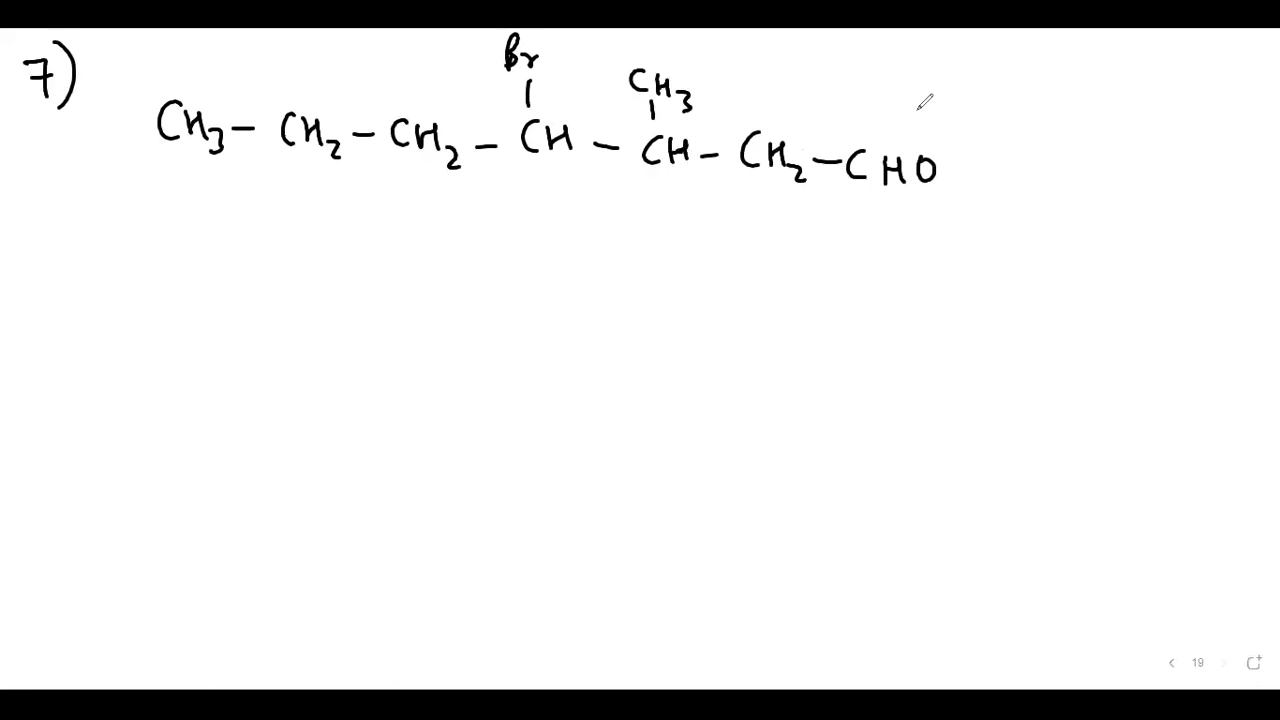 7)
Br
CH3
CH3 - CH2 - CH2 - CH - CH - CH2 - CHO
19